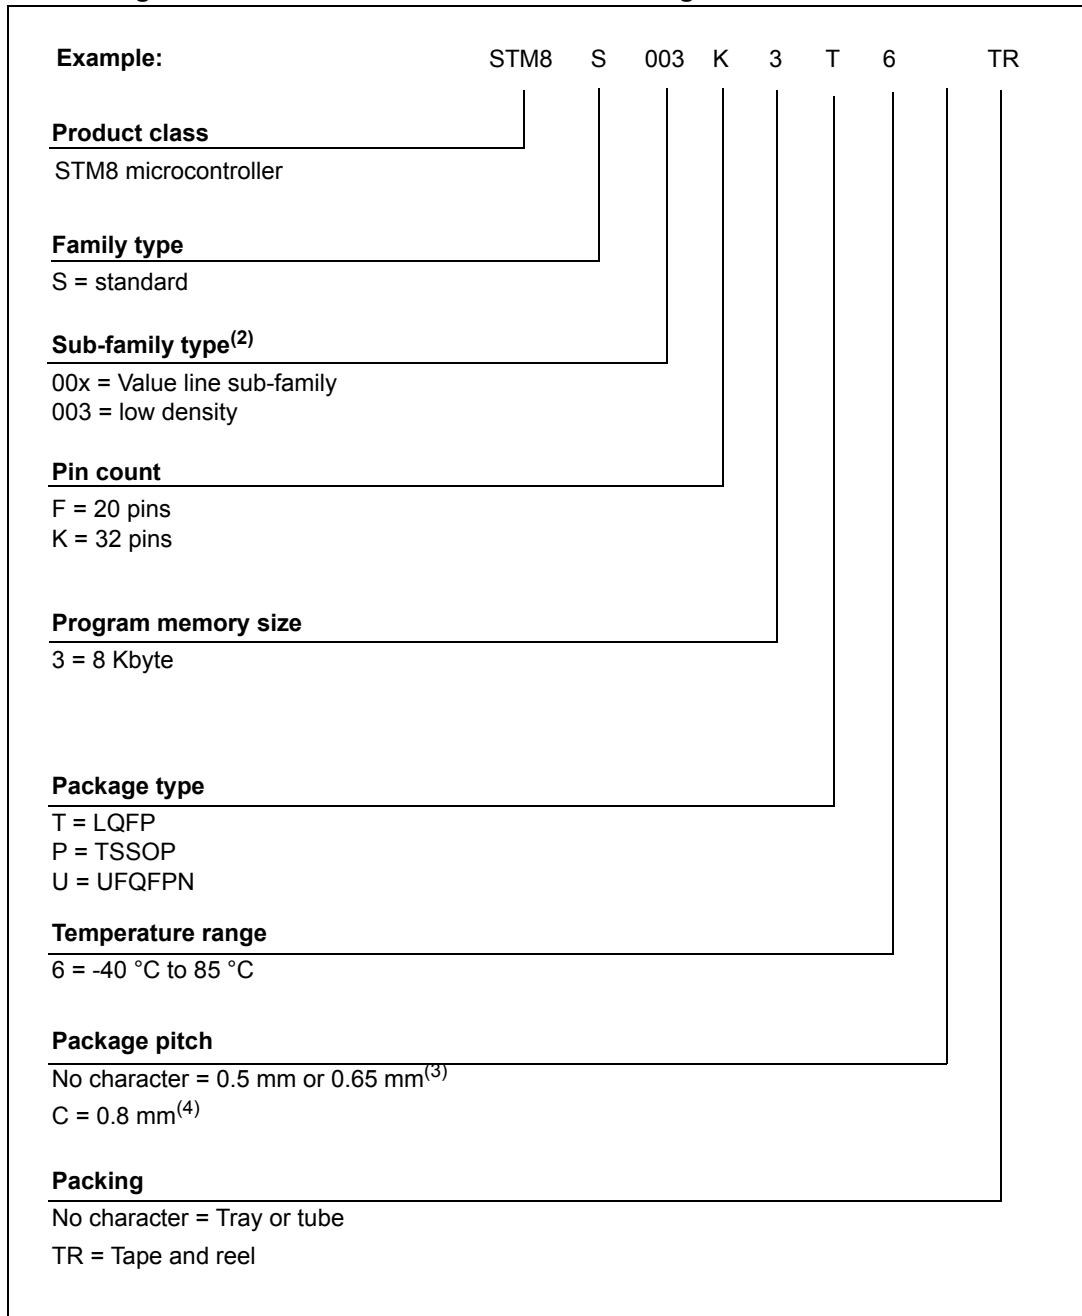 Example: STM8 S 003 K 3 T 6 TR
Product class
STM8 microcontroller
Family type
S = standard
Sub-family type(2)
00x = Value line sub-family
003 = low density
Pin count
F = 20 pins
K = 32 pins
Program memory size
3 = 8 Kbyte
Package type
T = LQFP
P = TSSOP
U = UFQFPN
Temperature range
6 = -40 °C to 85 °C
Package pitch
No character = 0.5 mm or 0.65 mm(3)
C = 0.8 mm(4)
Packing
No character = Tray or tube
TR = Tape and reel